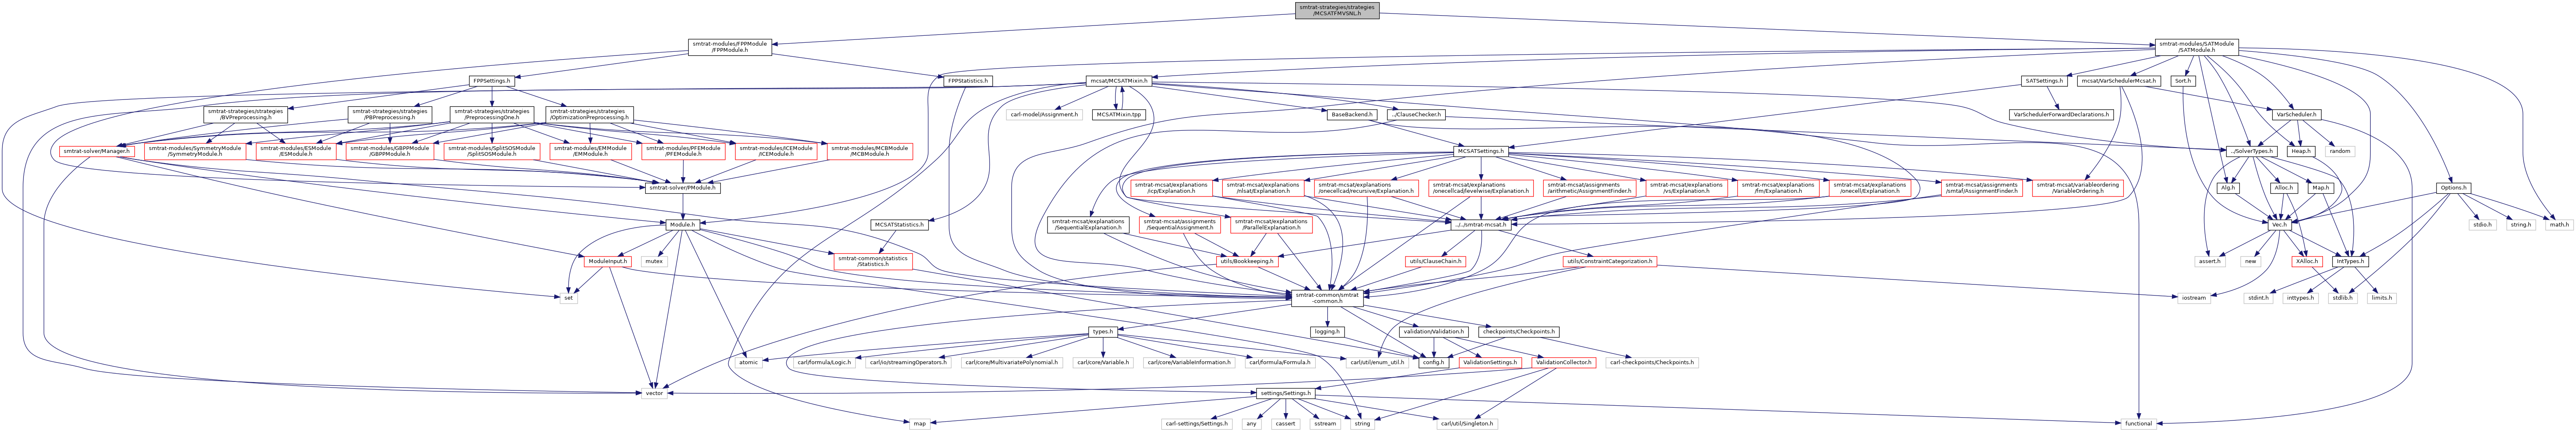 smtrat-strategies/strategies
/MCSATFMVSNL.h
smtrat-modules/FPPModule
/FPPModule.h
smtrat-modules/SATModule
/SATModule.h
FPPSettings.h
FPPStatistics.h
mcsat/MCSATMixin.h
SATSettings.h
mcsat/VarSchedulerMcsat.h
Sort.h
smtrat-strategies/strategies
/BVPreprocessing.h
smtrat-strategies/strategies
/PBPreprocessing.h
smtrat-strategies/strategies
/PreprocessingOne.h
smtrat-strategies/strategies
/OptimizationPreprocessing.h
carl-model/Assignment.h
MCSATMixin.tpp
BaseBackend.h
../ClauseChecker.h
VarSchedulerForwardDeclarations.h
VarScheduler.h
smtrat-solver/Manager.h
smtrat-modules/SymmetryModule
/SymmetryModule.h
smtrat-modules/ESModule
/ESModule.h
smtrat-modules/GBPPModule
/GBPPModule.h
smtrat-modules/SplitSOSModule
/SplitSOSModule.h
smtrat-modules/EMModule
/EMModule.h
smtrat-modules/PFEModule
/PFEModule.h
smtrat-modules/ICEModule
/ICEModule.h
smtrat-modules/MCBModule
/MCBModule.h
MCSATSettings.h
../SolverTypes.h
Heap.h
random
smtrat-solver/PModule.h
smtrat-mcsat/explanations
/icp/Explanation.h
smtrat-mcsat/explanations
/nlsat/Explanation.h
smtrat-mcsat/explanations
/onecellcad/recursive/Explanation.h
smtrat-mcsat/explanations
/onecellcad/levelwise/Explanation.h
smtrat-mcsat/assignments
/arithmetic/AssignmentFinder.h
smtrat-mcsat/explanations
/vs/Explanation.h
smtrat-mcsat/explanations
/fm/Explanation.h
smtrat-mcsat/explanations
/onecell/Explanation.h
smtrat-mcsat/assignments
/smtaf/AssignmentFinder.h
smtrat-mcsat/variableordering
/VariableOrdering.h
Alg.h
Alloc.h
Map.h
Options.h
Module.h
MCSATStatistics.h
smtrat-mcsat/explanations
/SequentialExplanation.h
smtrat-mcsat/assignments
/SequentialAssignment.h
smtrat-mcsat/explanations
/ParallelExplanation.h
../../smtrat-mcsat.h
Vec.h
stdio.h
string.h
math.h
ModuleInput.h
mutex
smtrat-common/statistics
/Statistics.h
utils/Bookkeeping.h
utils/ClauseChain.h
utils/ConstraintCategorization.h
assert.h
new
XAlloc.h
IntTypes.h
set
smtrat-common/smtrat
-common.h
iostream
stdint.h
inttypes.h
stdlib.h
limits.h
types.h
logging.h
validation/Validation.h
checkpoints/Checkpoints.h
atomic
carl/formula/Logic.h
carl/io/streamingOperators.h
carl/core/MultivariatePolynomial.h
carl/core/Variable.h
carl/core/VariableInformation.h
carl/formula/Formula.h
carl/util/enum_util.h
config.h
ValidationSettings.h
ValidationCollector.h
carl-checkpoints/Checkpoints.h
vector
settings/Settings.h
map
carl-settings/Settings.h
any
cassert
sstream
string
carl/util/Singleton.h
functional